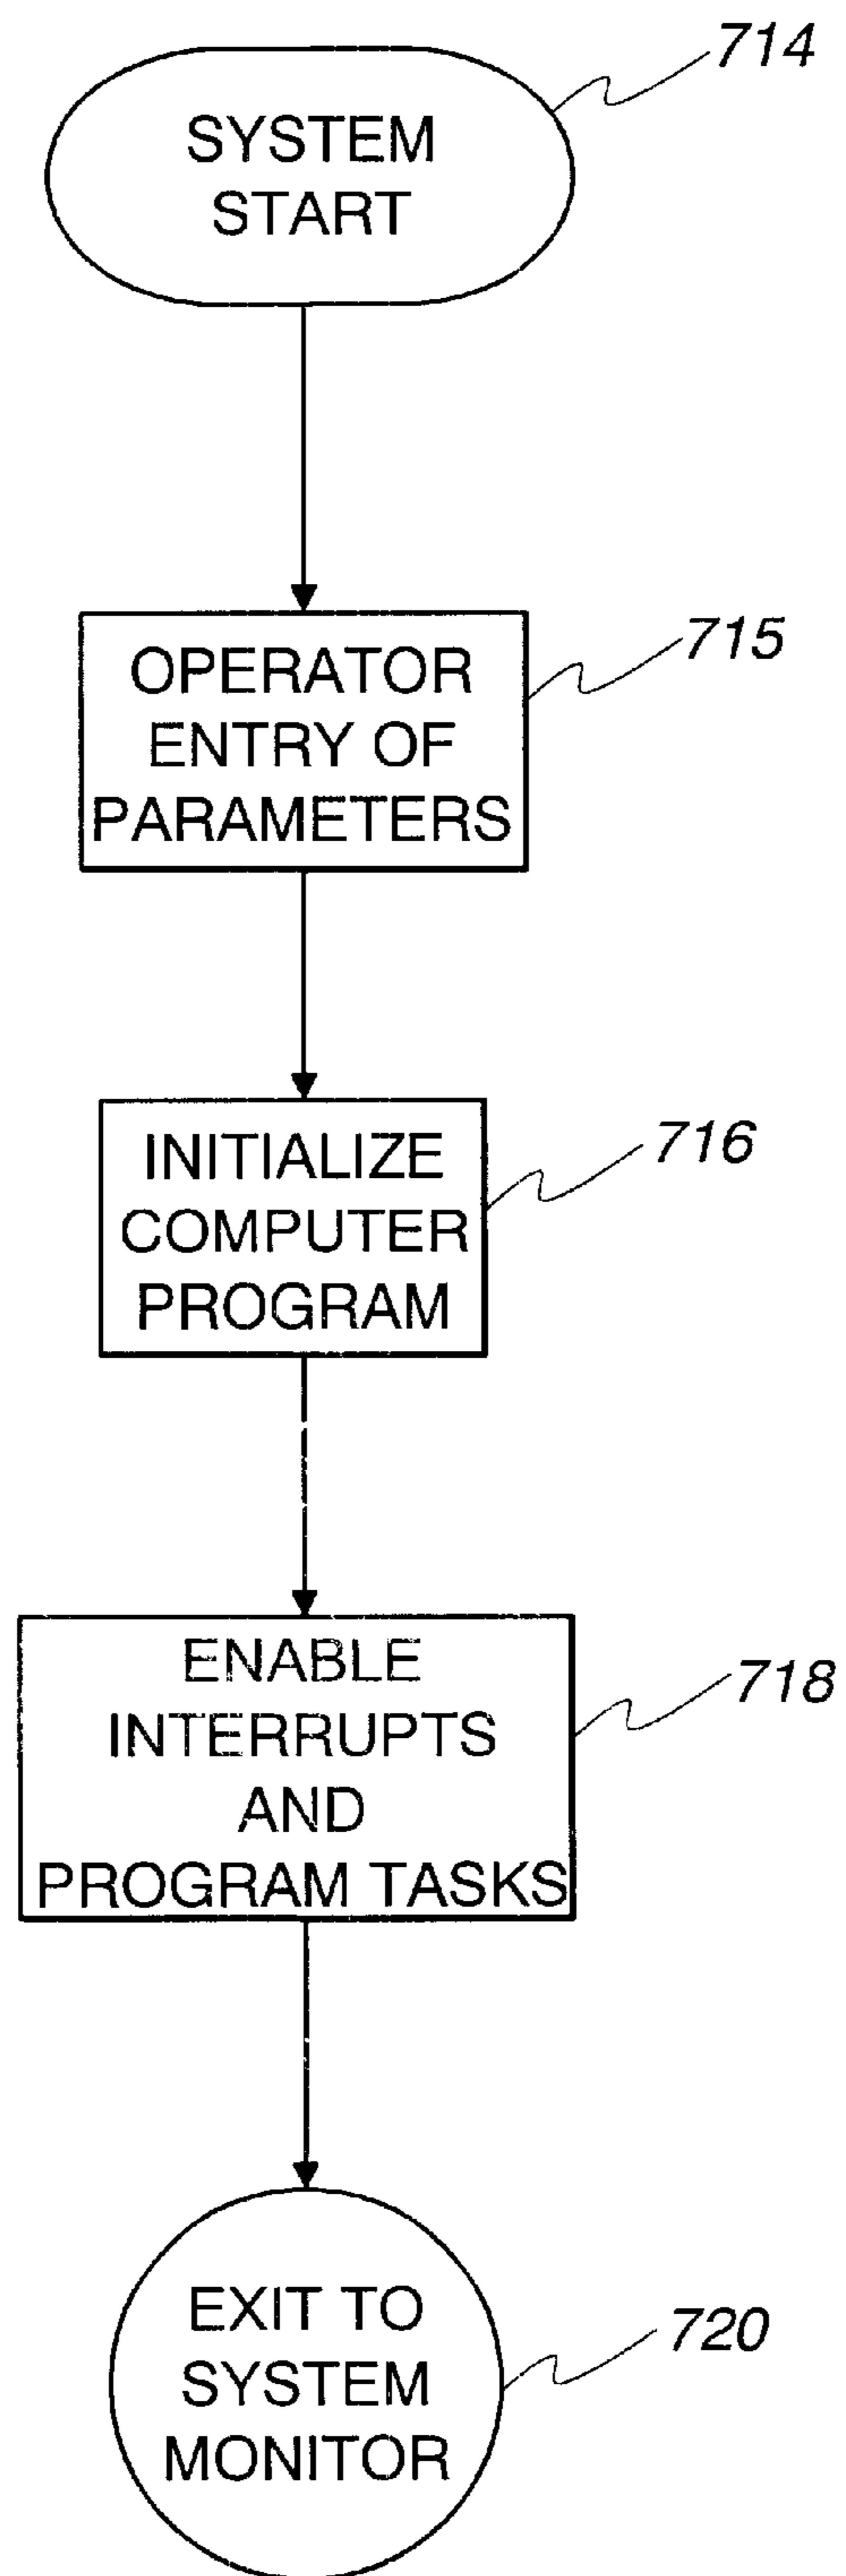 714
SYSTEM
START
715
OPERATOR
ENTRY OF
PARAMETERS
716
INITIALIZE
COMPUTER
PROGRAM
718
ENABLE
INTERRUPTS
AND
PROGRAM TASKS
720
EXIT TO
SYSTEM
MONITOR